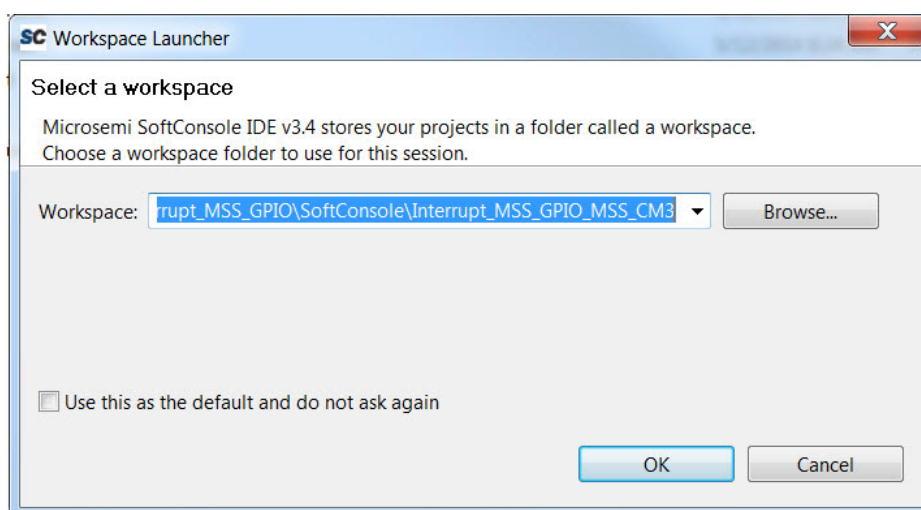 SC Workspace Launcher
X
Select a workspace
Microsemi SoftConsole IDE v3.4 stores your projects in a folder called a workspace.
Choose a workspace folder to use for this session.
Workspace: rrupt_MSS_GPIO\SoftConsole\Interrupt_MSS_GPIO_MSS_CM3 Browse...
Use this as the default and do not ask again
OK Cancel